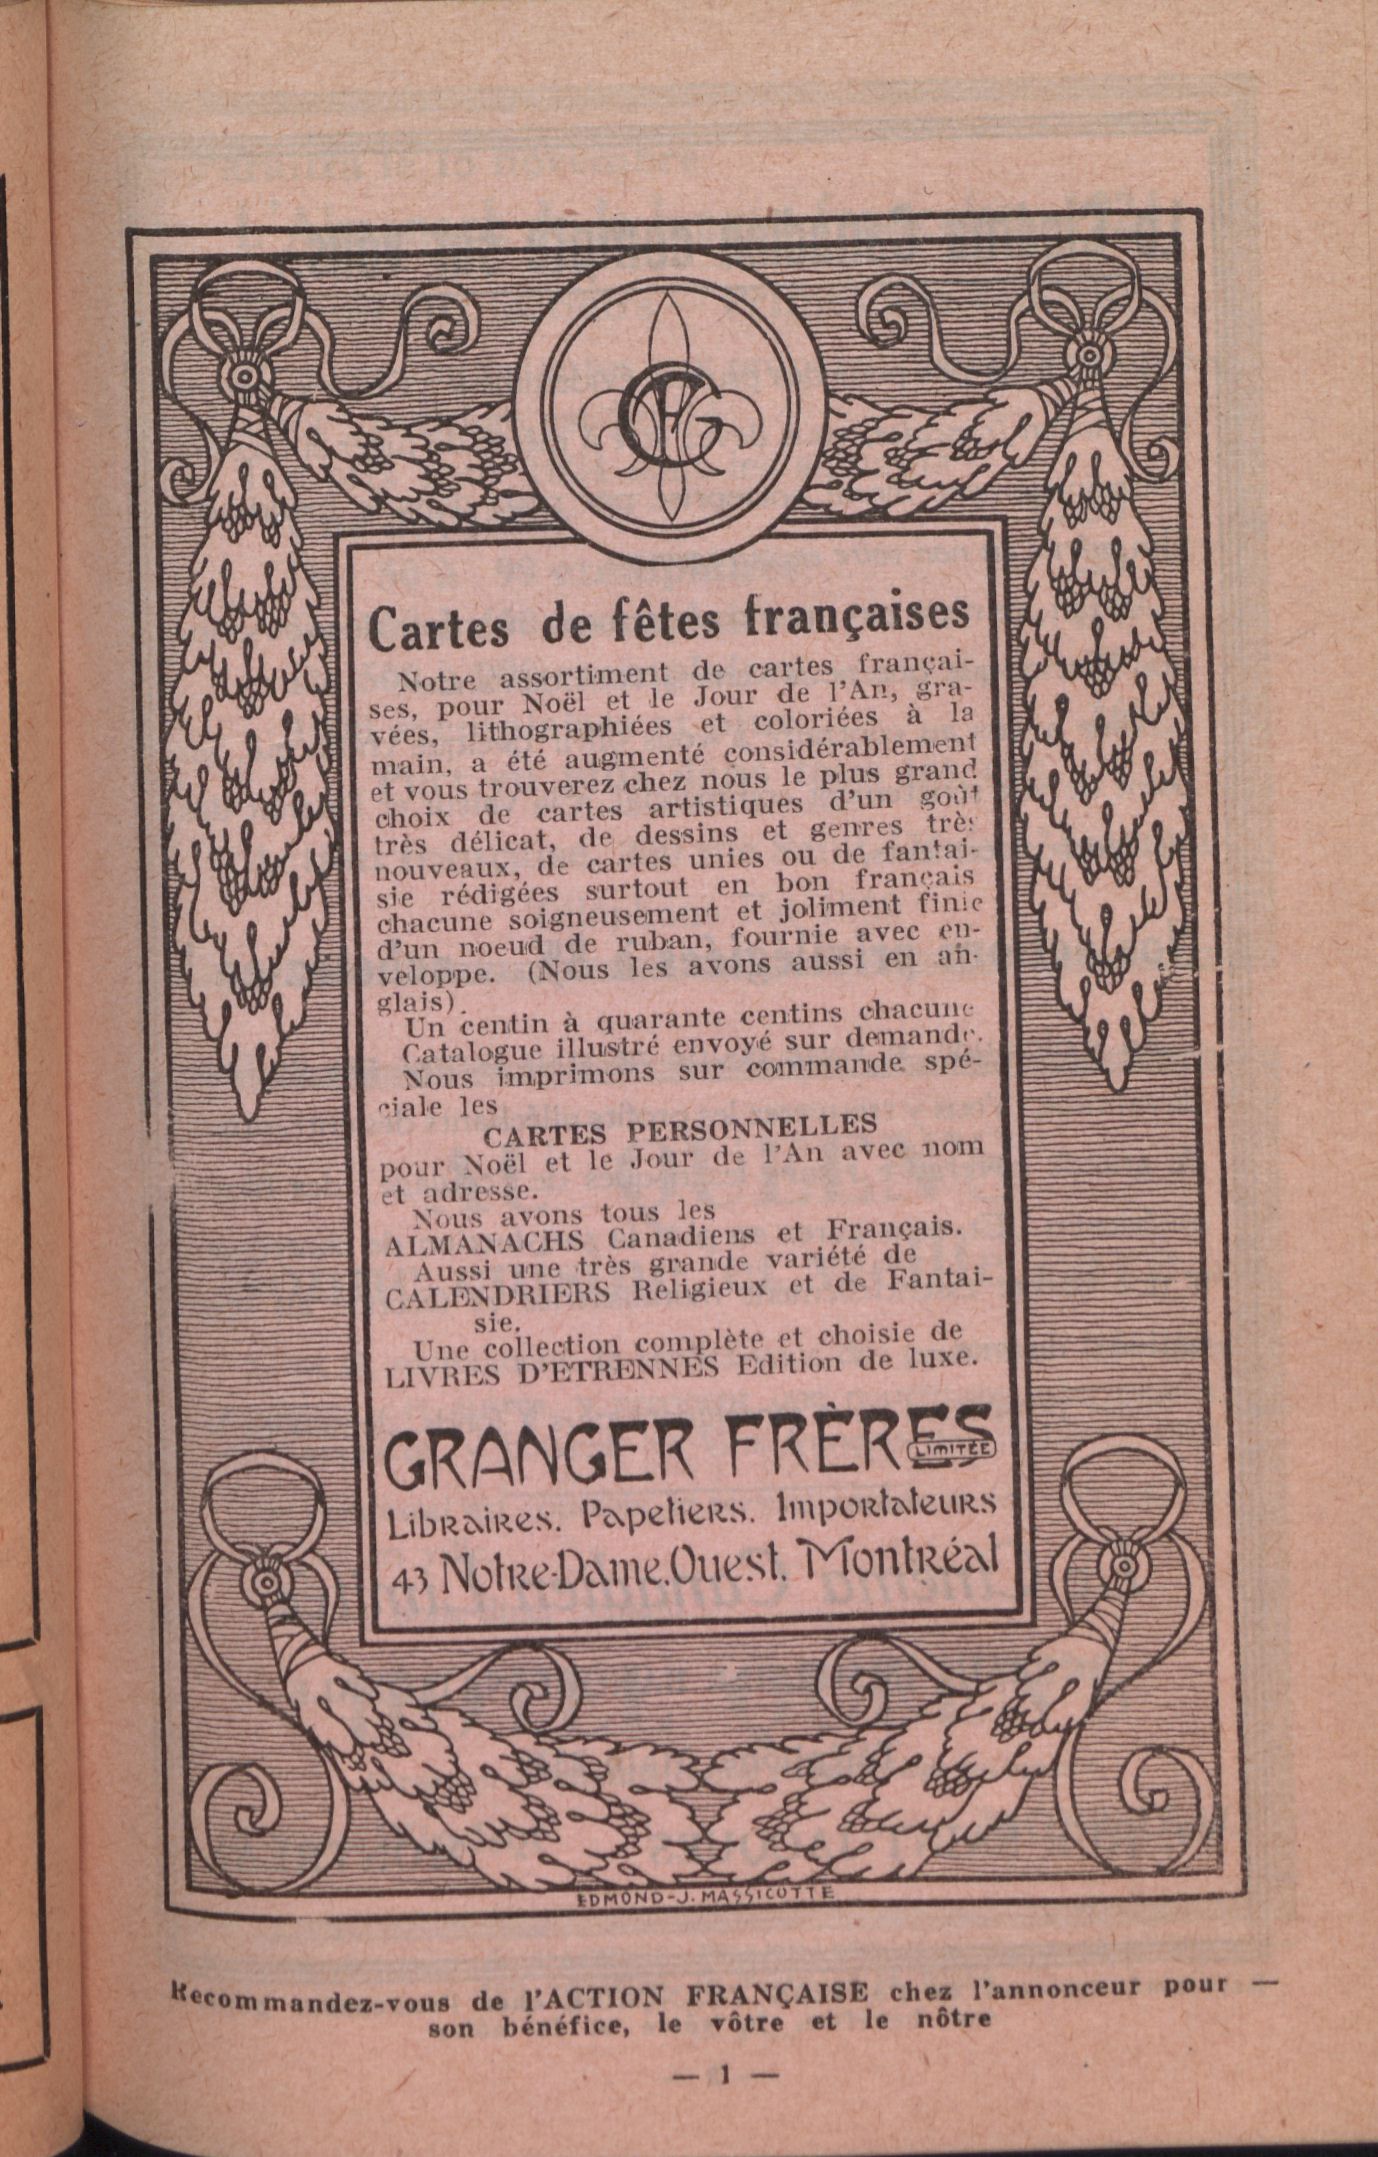 GF
Cartes de fêtes françaises
Notre assortiment de cartes françai-
ses, pour Noël et le Jour de l'An, gra-
vées, lithographiées et coloriées à la
main, a été augmenté considérablement
et vous trouverez chez nous le plus grand
choix de cartes artistiques d'un goût
très délicat, de dessins et genres très
nouveaux, de cartes unies ou de fantai-
sie rédigées surtout en bon français
chacune soigneusement et joliment finie
d'un noeud de ruban, fournie avec en-
veloppe. (Nous les avons aussi en an-
glais).
Un centin à quarante centins chacune
Catalogue illustré envoyé sur demande.
Nous imprimons sur commande spé-
ciale les
CARTES PERSONNELLES
pour Noël et le Jour de l'An avec nom
et adresse.
Nous avons tous les
ALMANACHS Canadiens et Français.
Aussi une très grande variété de
CALENDRIERS Religieux et de Fantai-
sie.
Une collection complète et choisie de
LIVRES D'ETRENNES Edition de luxe.
GRANGER FRÈRES
LIMITÉE
Libraires. Papetiers. Importateurs
43 Notre-Dame.Ouest. Montréal
EDMOND-J. MASSICOTTE
Recommandez-vous de l'ACTION FRANÇAISE chez l'annonceur pour —
son bénéfice, le vôtre et le nôtre
— 1 —